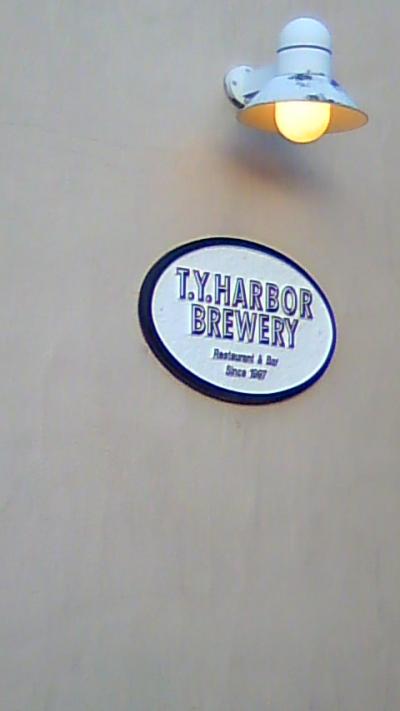 T.Y.HARBOR
BREWERY
Restaurant & Bar
Since 1997